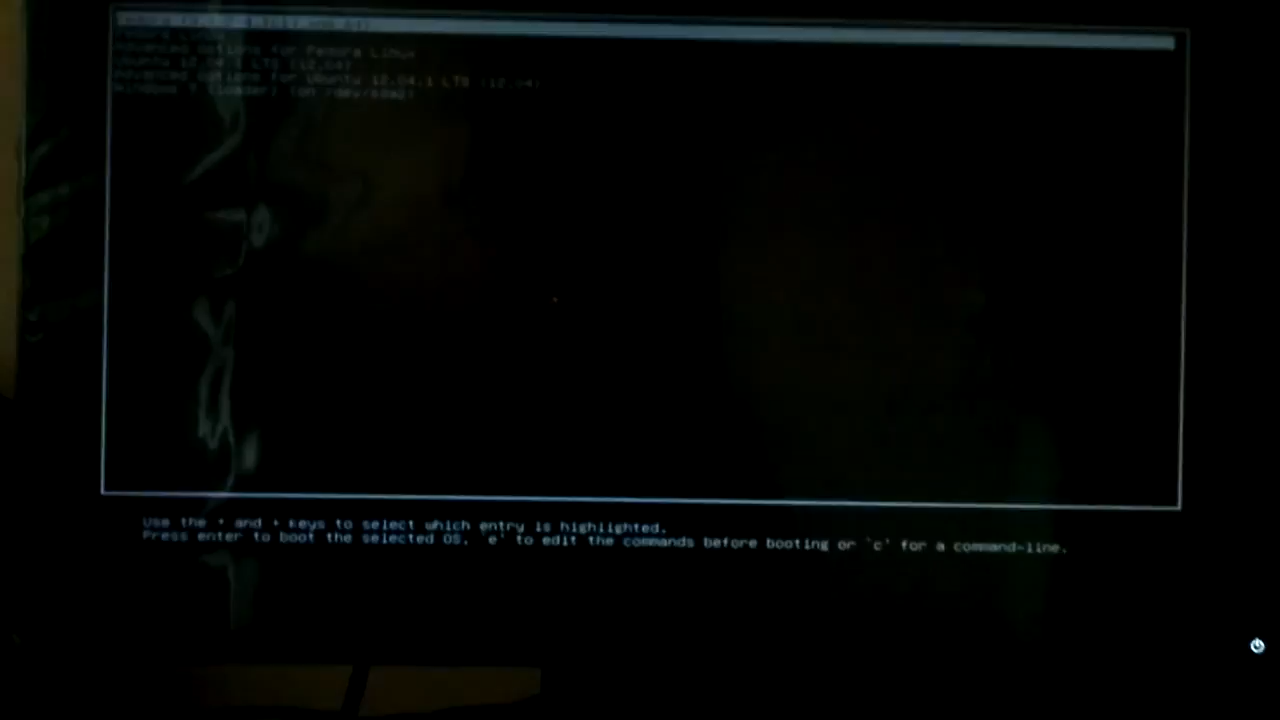 Fedora Linux
Advanced options for Fedora Linux
Ubuntu 12.04.1 LTS (12.04)
Advanced options for Ubuntu 12.04.1 LTS (12.04)
Windows 7 (loader) (on /dev/sda2)
Use the ↑ and ↓ keys to select which entry is highlighted.
Press enter to boot the selected OS, `e' to edit the commands before booting or `c' for a command-line.